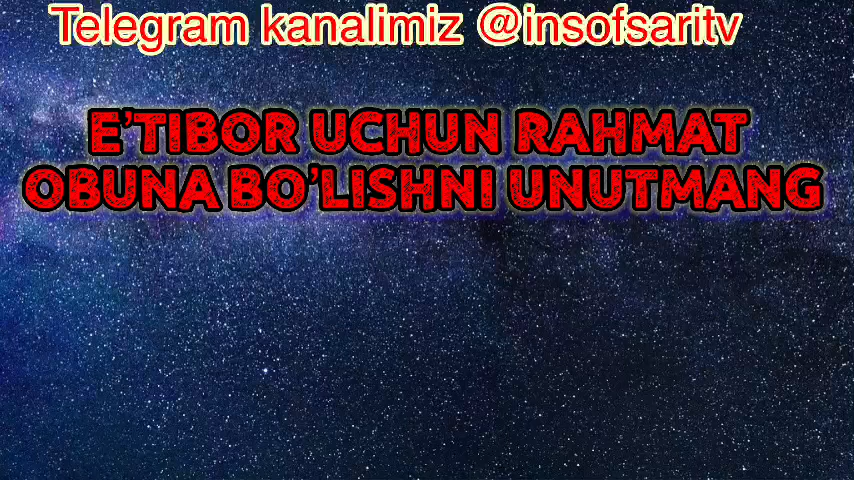 Telegram kanalimiz @insofsaritv
E’TIBOR UCHUN RAHMAT
OBUNA BO’LISHNI UNUTMANG